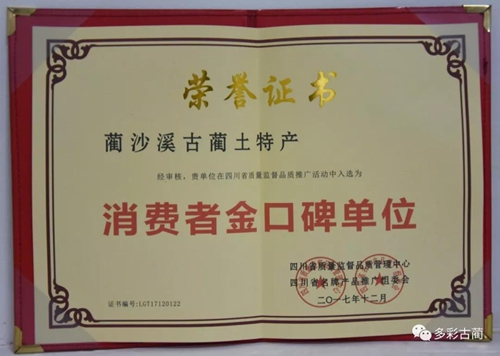 荣誉证书
蔺沙溪古蔺土特产
经审核，贵单位在四川省质量监督品质推广活动中入选为
消费者金口碑单位
四川省质量监督品质管理中心
四川省名牌产品推广组委会
二〇一七年十二月
证书编号:LGT17120122
多彩古蔺